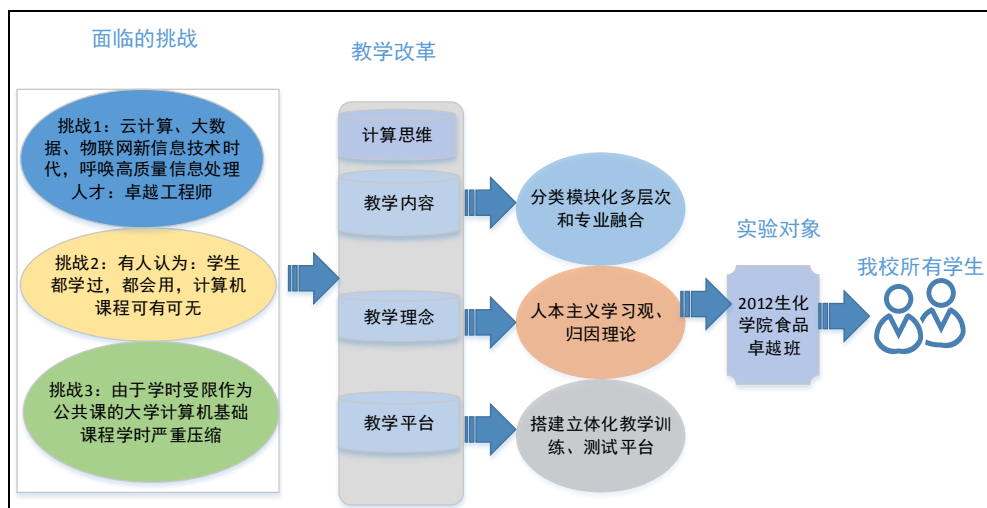 面临的挑战
挑战1：云计算、大数
据、物联网新信息技术时
代，呼唤高质量信息处理
人才：卓越工程师
挑战2：有人认为：学生
都学过，都会用，计算机
课程可有可无
挑战3：由于学时受限作为
公共课的大学计算机基础
课程学时严重压缩
教学改革
计算思维
教学内容
教学理念
教学平台
分类模块化多层次
和专业融合
人本主义学习观、
归因理论
搭建立体化教学训
练、测试平台
实验对象
2012生化
学院食品
卓越班
我校所有学生